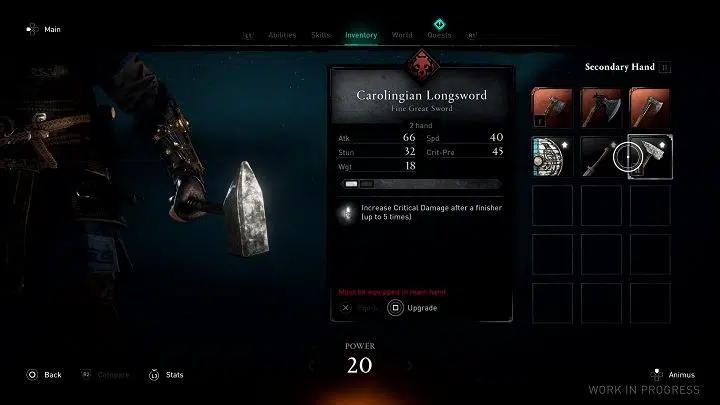 Main
L1 Abilities Skills Inventory World Quests R1
Secondary Hand
Carolingian Longsword
Fine Great Sword
2 hand
Atk 66 Spd 40
Stun 32 Crit-Pre 45
Wgt 18
Increase Critical Damage after a finisher
(up to 5 times)
Must be equipped in main hand
Equip Upgrade
POWER
20
Back R2 Compare L3 Stats
Animus
WORK IN PROGRESS